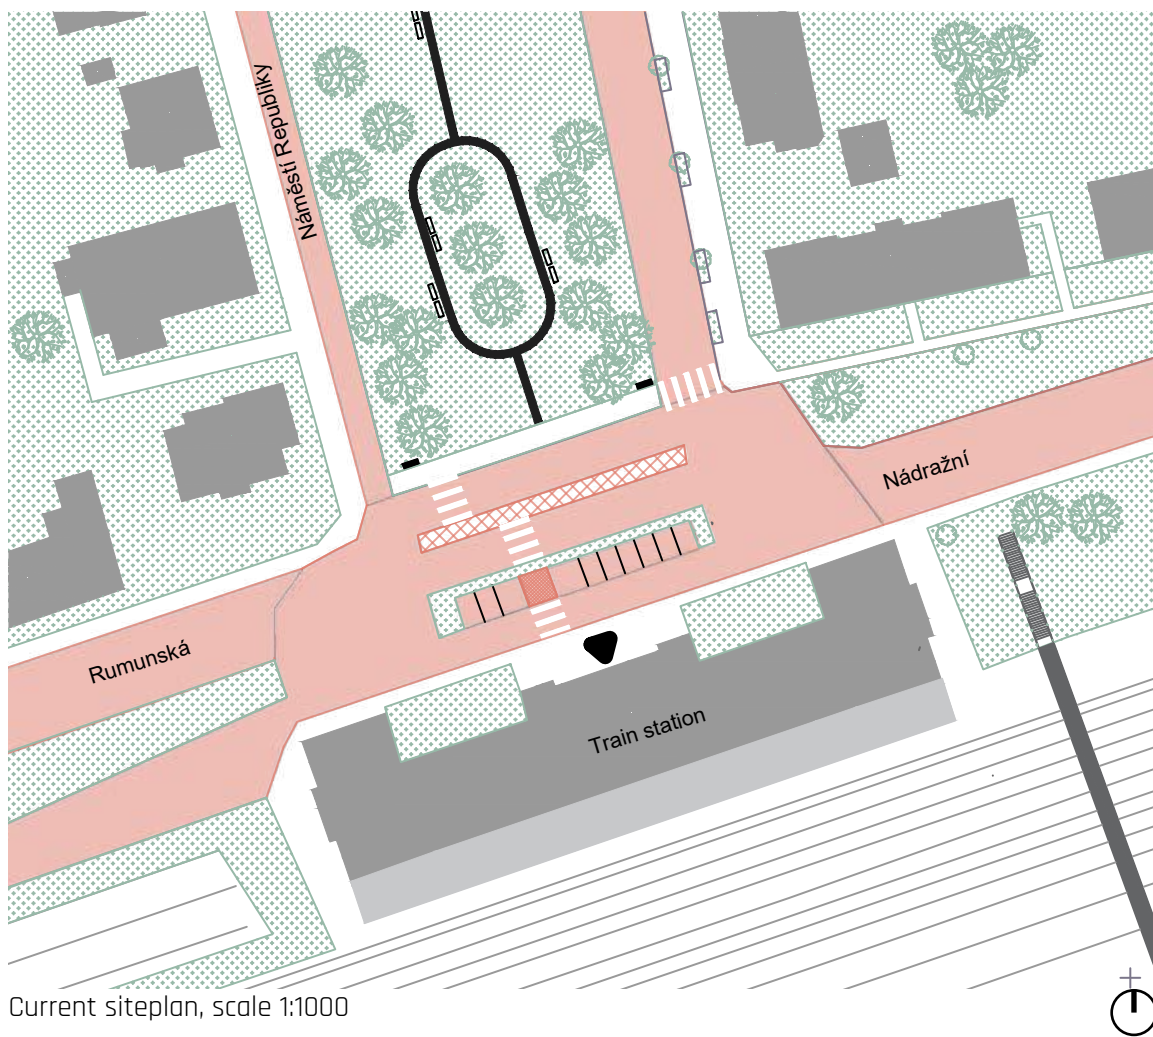 Náměstí Republiky
Nádražní
Rumunská
Train station
Current siteplan, scale 1:1000